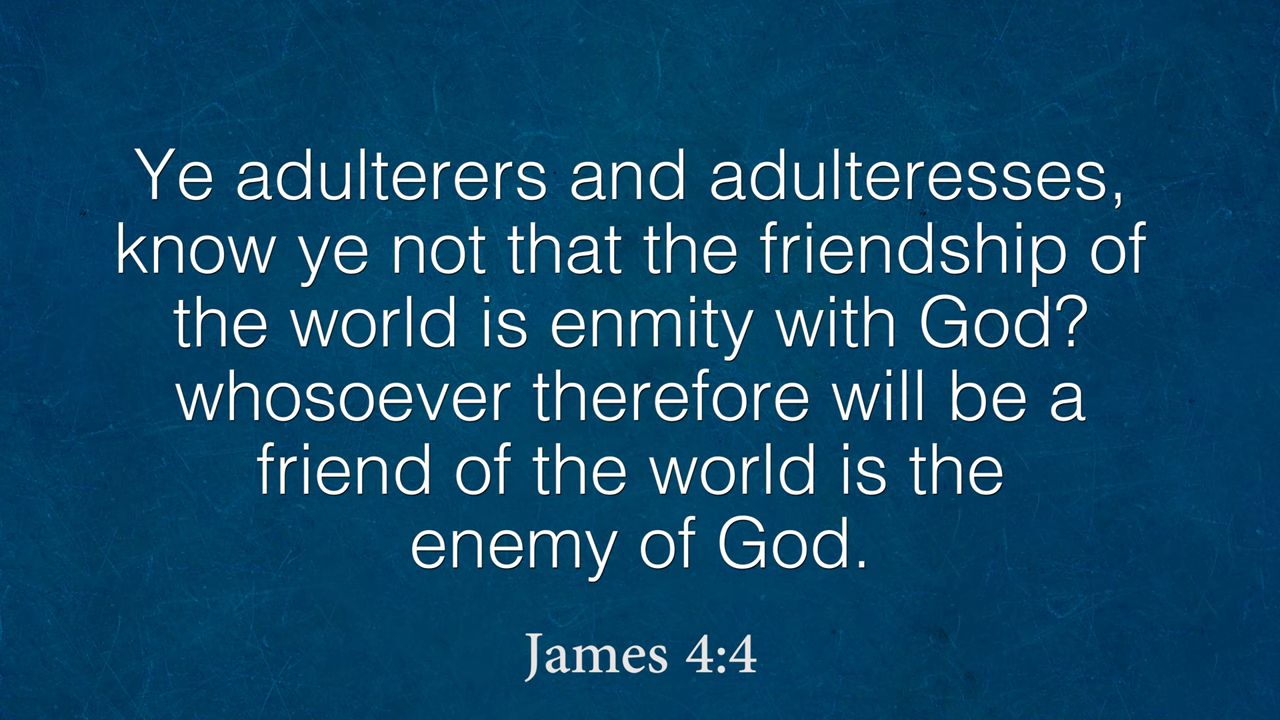 Ye adulterers and adulteresses,
know ye not that the friendship of
the world is enmity with God?
whosoever therefore will be a
friend of the world is the
enemy of God.
James 4:4